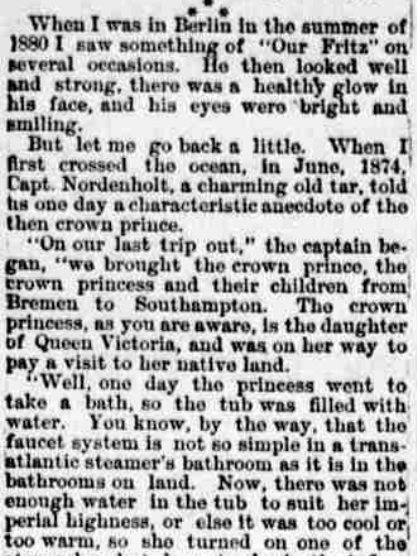 * * *
When I was in Berlin in the summer of
1880 I saw something of "Our Fritz" on
several occasions. He then looked well
and strong, there was a healthy glow in
his face, and his eyes were bright and
smiling.
But let me go back a little. When I
first crossed the ocean, in June, 1874,
Capt. Nordenholt, a charming old tar, told
us one day a characteristic anecdote of the
then crown prince.
"On our last trip out," the captain be-
gan, "we brought the crown prince, the
crown princess and their children from
Bremen to Southampton. The crown
princess, as you are aware, is the daughter
of Queen Victoria, and was on her way to
pay a visit to her native land.
"Well, one day the princess went to
take a bath, so the tub was filled with
water. You know, by the way, that the
faucet system is not so simple in a trans-
atlantic steamer's bathroom as it is in the
bathrooms on land. Now, there was not
enough water in the tub to suit her im-
perial highness, or else it was too cool or
too warm, so she turned on one of the